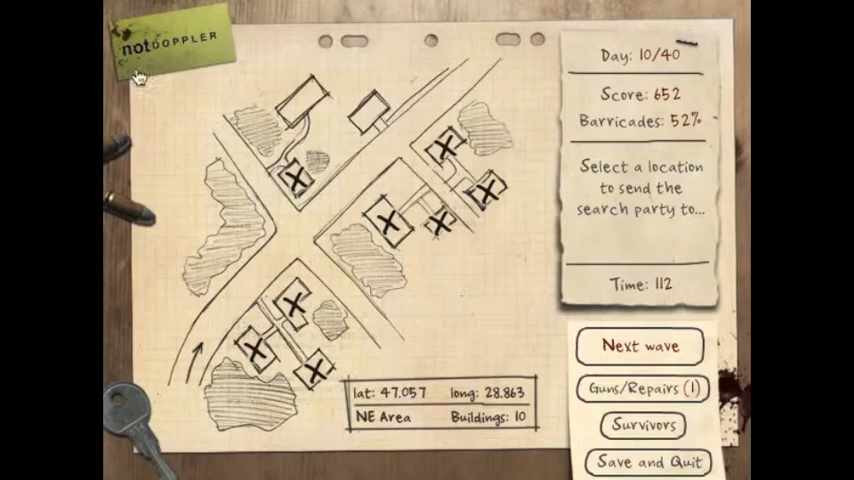 notDOPPLER
Day: 10/40
Score: 652
Barricades: 52%
Select a location
to send the
search party to...
Time: 112
Next wave
Guns/Repairs (1)
Survivors
Save and Quit
lat: 47.057 long: 28.863
NE Area Buildings: 10